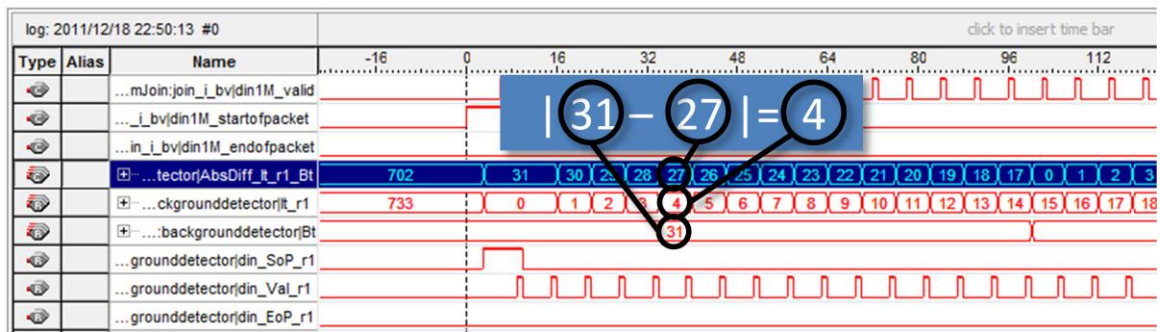 log: 2011/12/18 22:50:13 #0 click to insert time bar
Type Alias Name -16 0 16 32 48 64 80 96 112
...mJoin:join_i_bv|din1M_valid
..._i_bv|din1M_startofpacket
...in_i_bv|din1M_endofpacket
| 31 – 27 | = 4
...tector|AbsDiff_It_r1_Bt 702 31 30 29 28 27 26 25 24 23 22 21 20 19 18 17 0 1 2 3
...ckgrounddetector|It_r1 733 0 1 2 3 4 5 6 7 8 9 10 11 12 13 14 15 16 17 18
...:backgrounddetector|Bt 31
...grounddetector|din_SoP_r1
...grounddetector|din_Val_r1
...grounddetector|din_EoP_r1